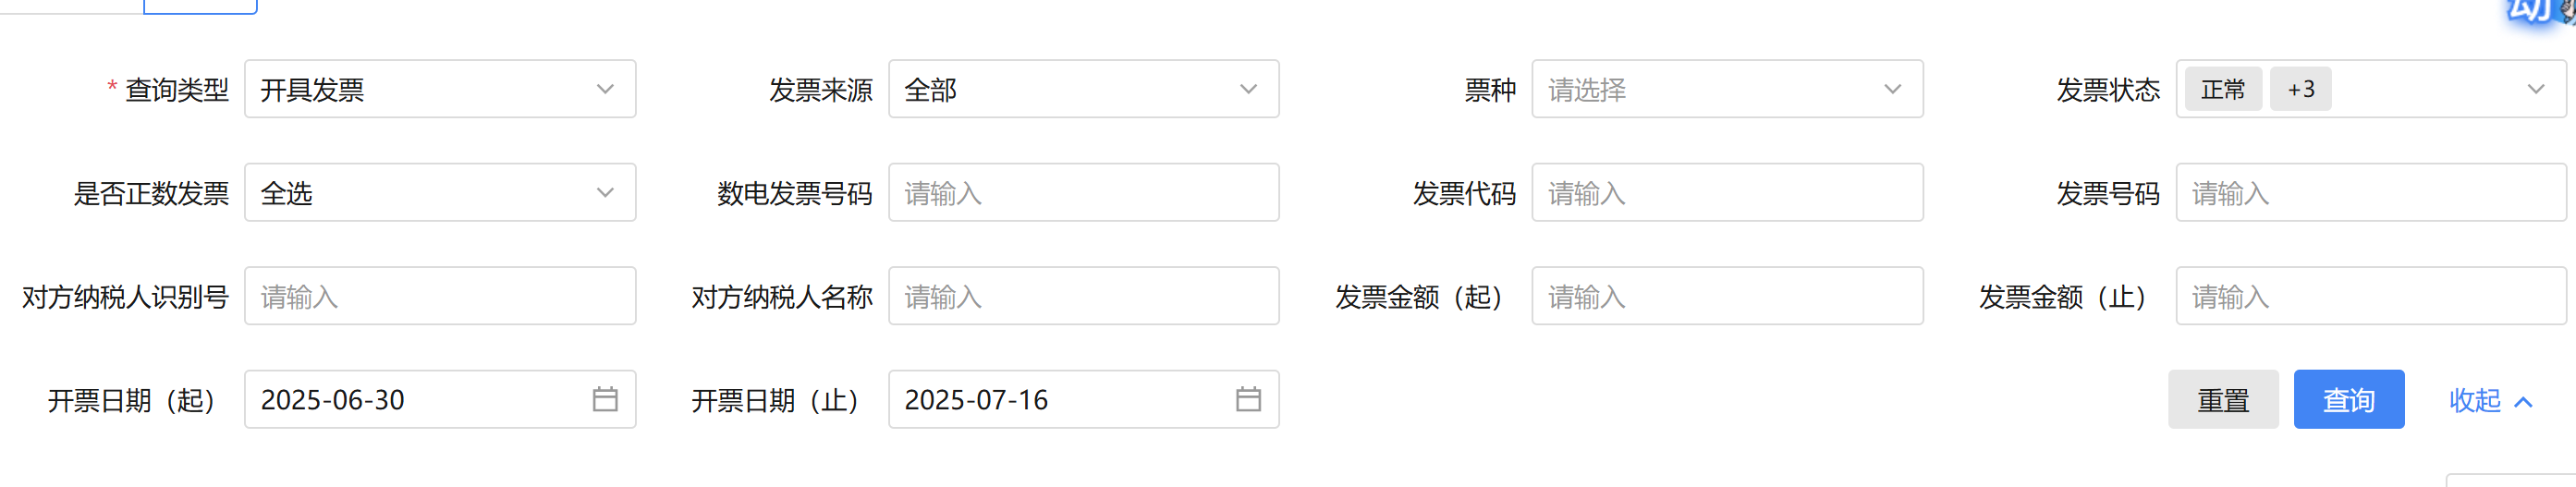 动
* 查询类型 开具发票 发票来源 全部 票种 请选择 发票状态 正常 +3
是否正数发票 全选 数电发票号码 请输入 发票代码 请输入 发票号码 请输入
对方纳税人识别号 请输入 对方纳税人名称 请输入 发票金额（起） 请输入 发票金额（止） 请输入
开票日期（起） 2025-06-30 开票日期（止） 2025-07-16 重置 查询 收起